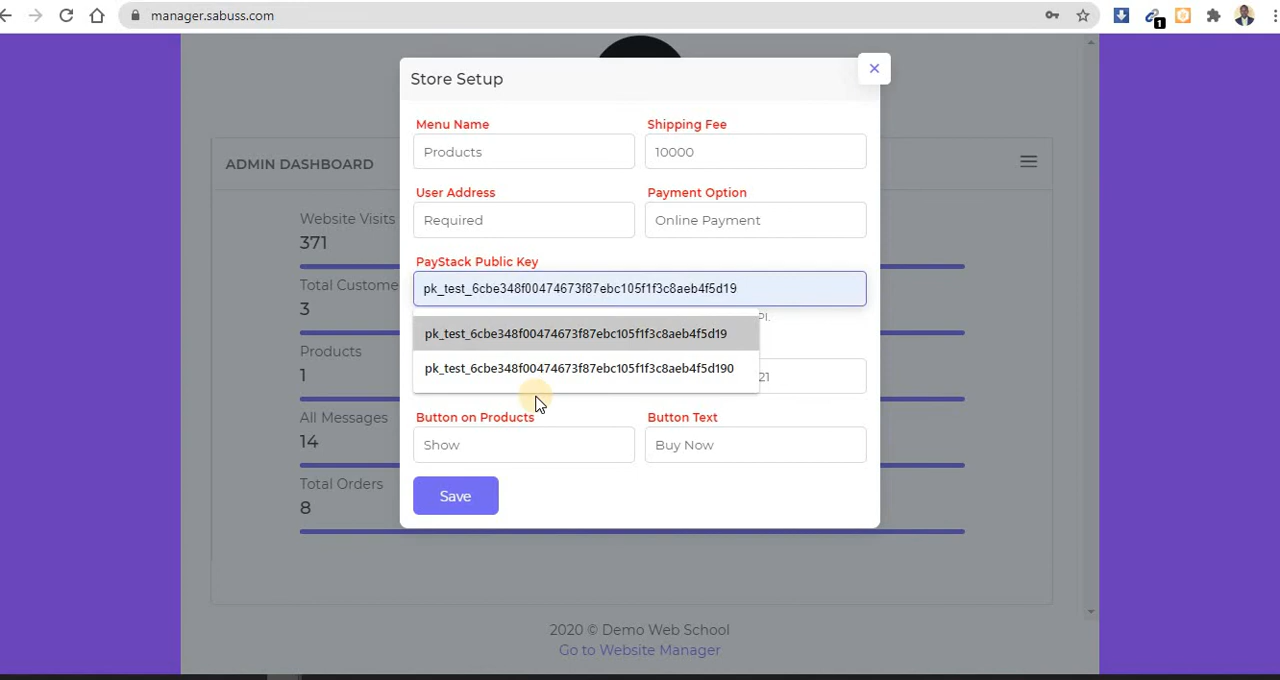 manager.sabuss.com
1
Store Setup
Menu Name
Shipping Fee
Products
10000
ADMIN DASHBOARD
User Address
Payment Option
Required
Online Payment
Website Visits
371
PayStack Public Key
pk_test_6cbe348f00474673f87ebc105f1f3c8aeb4f5d19
Total Custome
3
pk_test_6cbe348f00474673f87ebc105f1f3c8aeb4f5d19
pk_test_6cbe348f00474673f87ebc105f1f3c8aeb4f5d190
21
Products
1
All Messages
14
Button on Products
Button Text
Show
Buy Now
Total Orders
8
Save
2020 © Demo Web School
Go to Website Manager